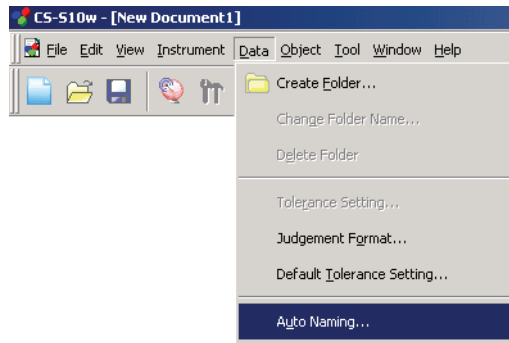 CS-S10w - [New Document1]
File Edit View Instrument Data Object Tool Window Help
Create Folder...
Change Folder Name...
Delete Folder
Tolerance Setting...
Judgement Format...
Default Tolerance Setting...
Auto Naming...